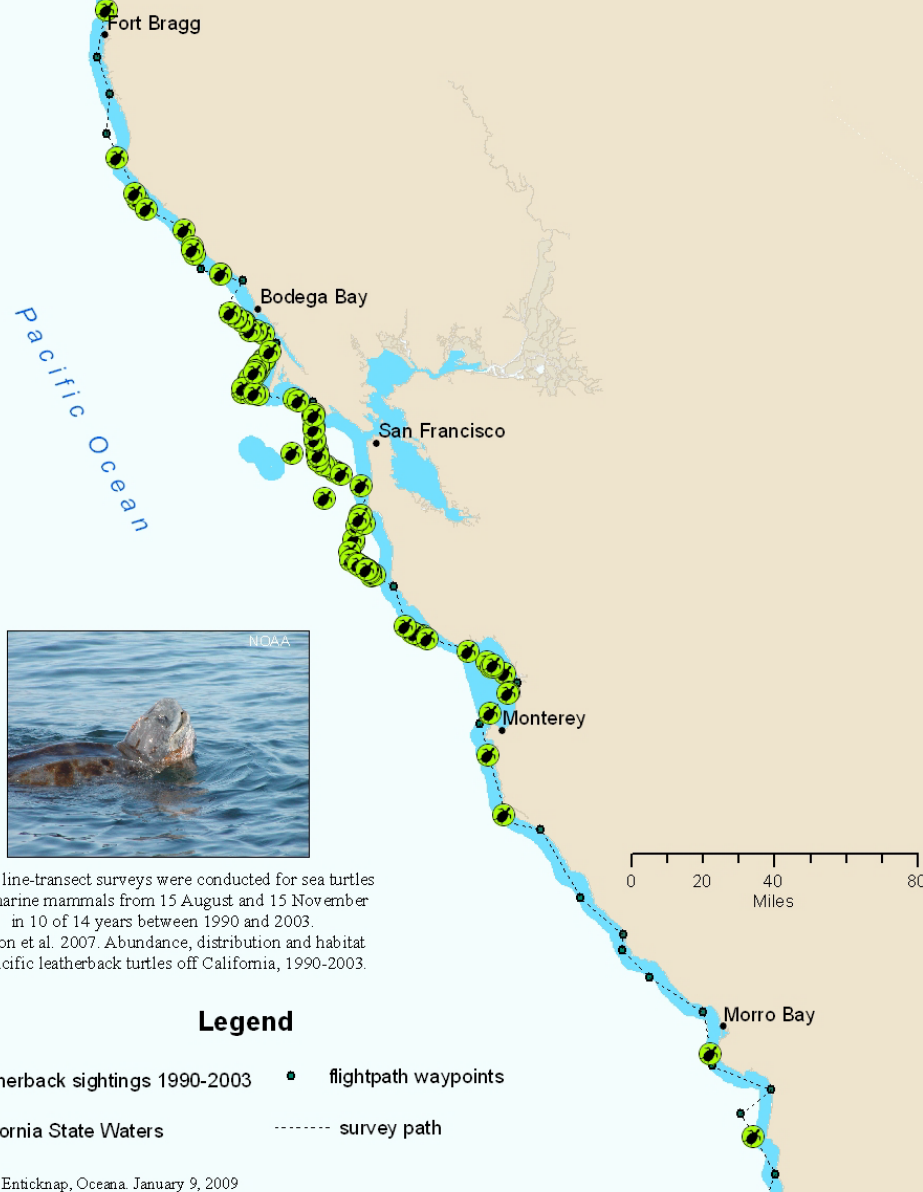 Fort Bragg
Bodega Bay
Pacific Ocean
San Francisco
NOAA
Monterey
0 20 40 80
Miles
line-transect surveys were conducted for sea turtles
marine mammals from 15 August and 15 November
in 10 of 14 years between 1990 and 2003.
on et al. 2007. Abundance, distribution and habitat
cific leatherback turtles off California, 1990-2003.
Morro Bay
Legend
herback sightings 1990-2003
flightpath waypoints
ornia State Waters
survey path
Enticknap, Oceana. January 9, 2009